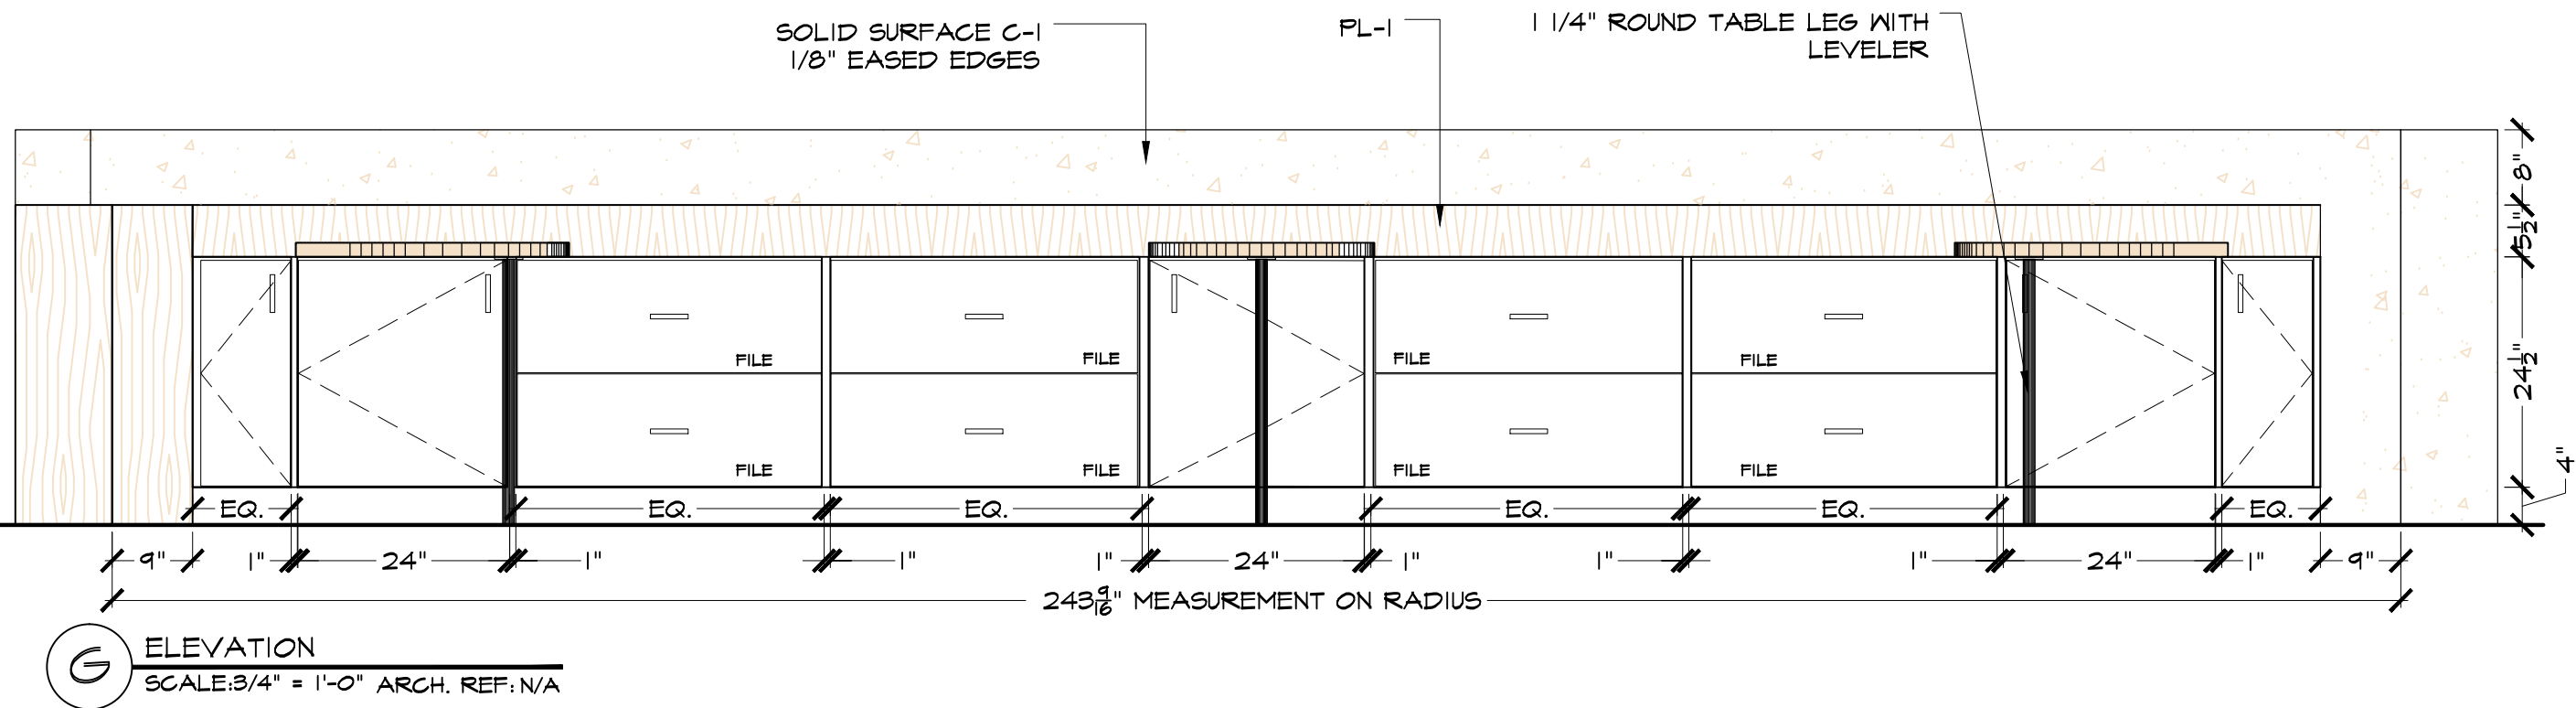 SOLID SURFACE C-1
1/8" EASED EDGES
PL-1
1 1/4" ROUND TABLE LEG WITH
LEVELER
8"
5 1/2"
24 1/2"
4"
FILE
FILE
FILE
FILE
FILE
FILE
FILE
FILE
EQ.
EQ.
EQ.
EQ.
EQ.
EQ.
9"
1"
24"
1"
1"
1"
24"
1"
1"
1"
24"
1"
9"
243 9/16" MEASUREMENT ON RADIUS
G
ELEVATION
SCALE:3/4" = 1'-0" ARCH. REF: N/A